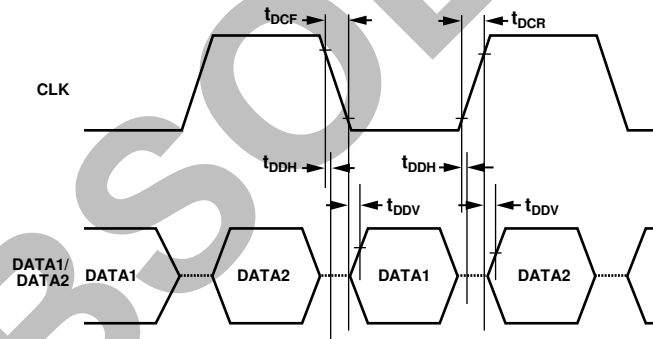 tDCF
tDCR
CLK
tDDH
tDDH
tDDV
tDDV
DATA1/
DATA2
DATA1
DATA2
DATA1
DATA2